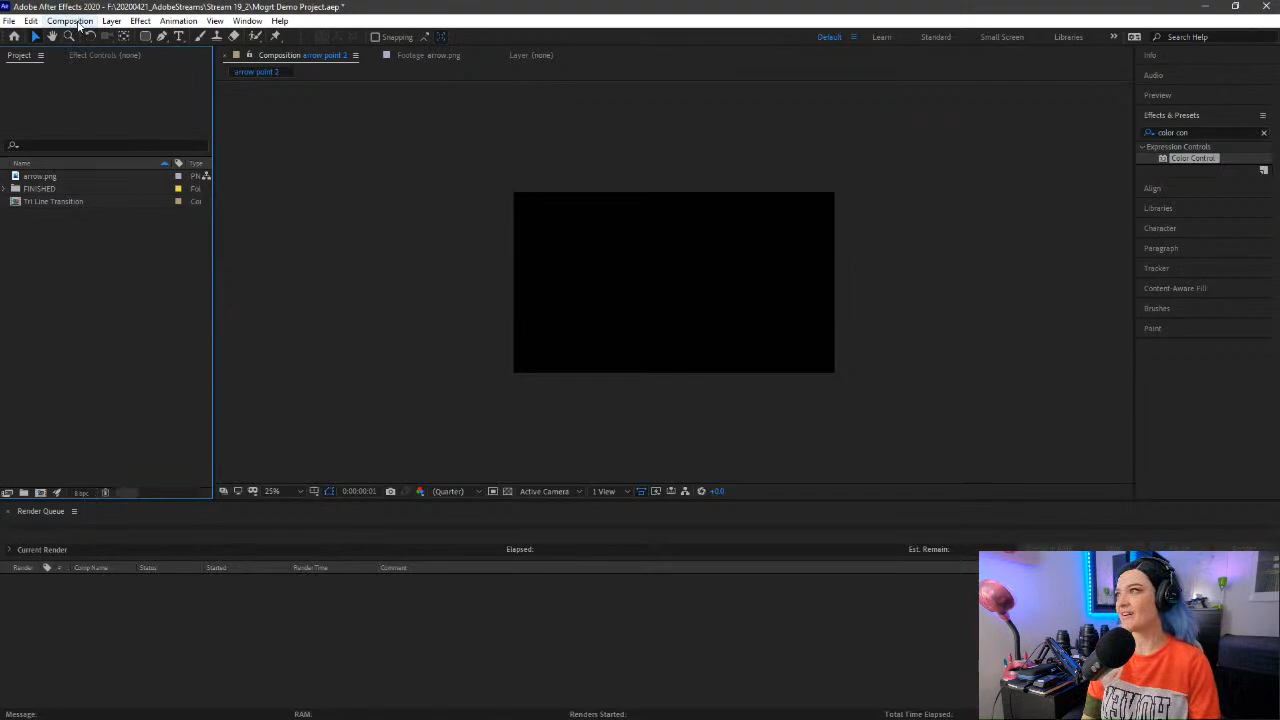 Adobe After Effects 2020 - F:\20200421_AdobeStreams\Stream 19_2\Mogrt Demo Project.aep *
File Edit Composition Layer Effect Animation View Window Help
Snapping Default Learn Standard Small Screen Libraries Search Help
Project Effect Controls (none) Composition arrow point 2 Footage arrow.png Layer (none) Info
arrow point 2
Audio
Preview
Effects & Presets
color con
Expression Controls
Color Control
Name Type
arrow.png PN
FINISHED Fol
Tri Line Transition Cor
Align
Libraries
Character
Paragraph
Tracker
Content-Aware Fill
Brushes
Paint
8 bpc 25% 0:00:00:01 (Quarter) Active Camera 1 View +0.0
Render Queue
Current Render Elapsed: Est. Remain:
Render # Comp Name Status Started Render Time Comment
Message: RAM: Renders Started: Total Time Elapsed: